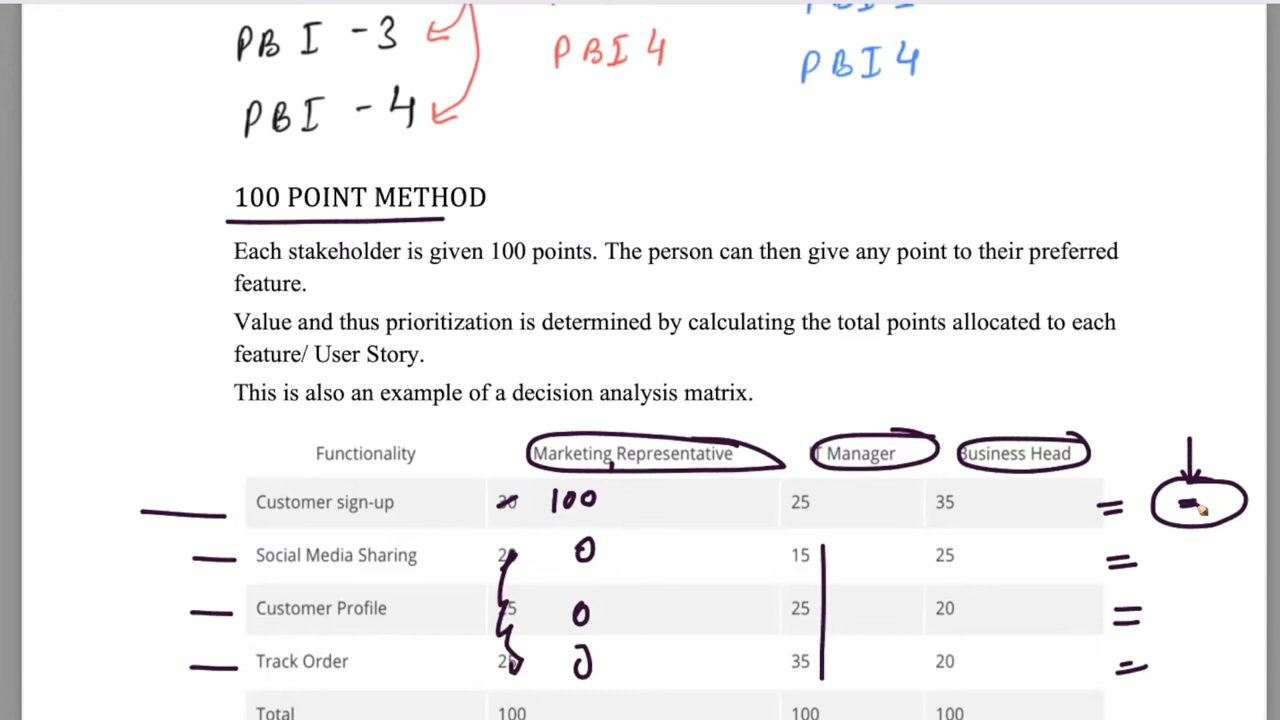 PBI - 3
PBI 4
PBI 4
PBI - 4
100 POINT METHOD
Each stakeholder is given 100 points. The person can then give any point to their preferred
feature.
Value and thus prioritization is determined by calculating the total points allocated to each
feature/ User Story.
This is also an example of a decision analysis matrix.
Functionality Marketing Representative Manager Business Head
Customer sign-up 100 25 35 =
Social Media Sharing 0 15 25 =
Customer Profile 0 25 20 =
Track Order 0 35 20 =
Total 100 100 100